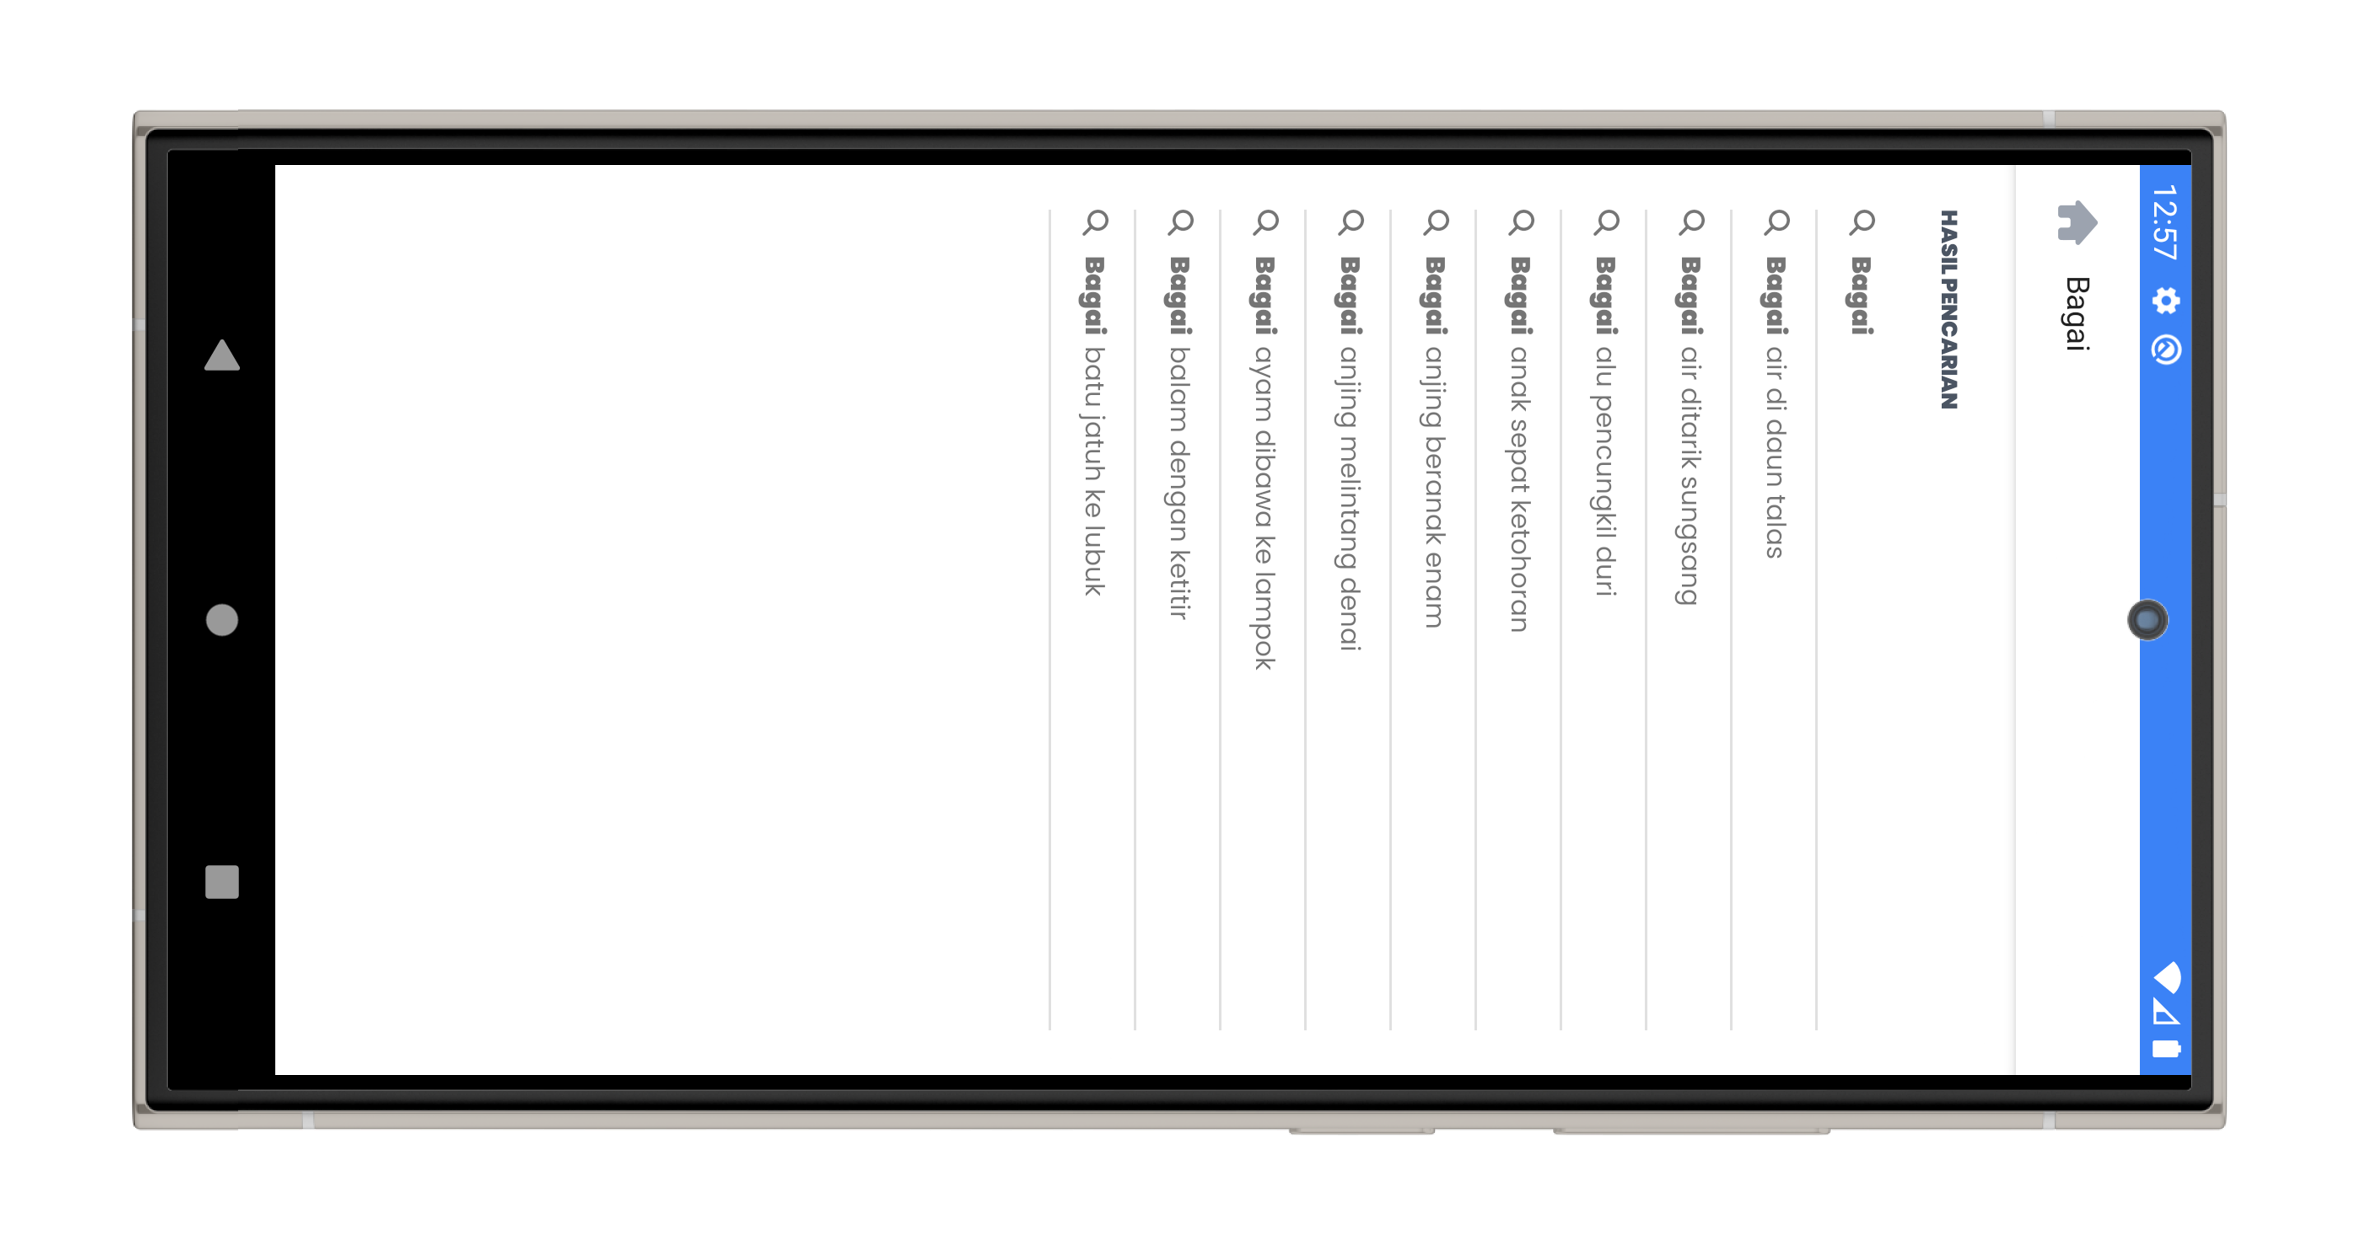 12:57
Bagai
HASIL PENCARIAN
Bagai
Bagai air di daun talas
Bagai air ditarik sungsang
Bagai alu pencungkil duri
Bagai anak sepat ketohoran
Bagai anjing beranak enam
Bagai anjing melintang denai
Bagai ayam dibawa ke lampok
Bagai balam dengan ketitir
Bagai batu jatuh ke lubuk